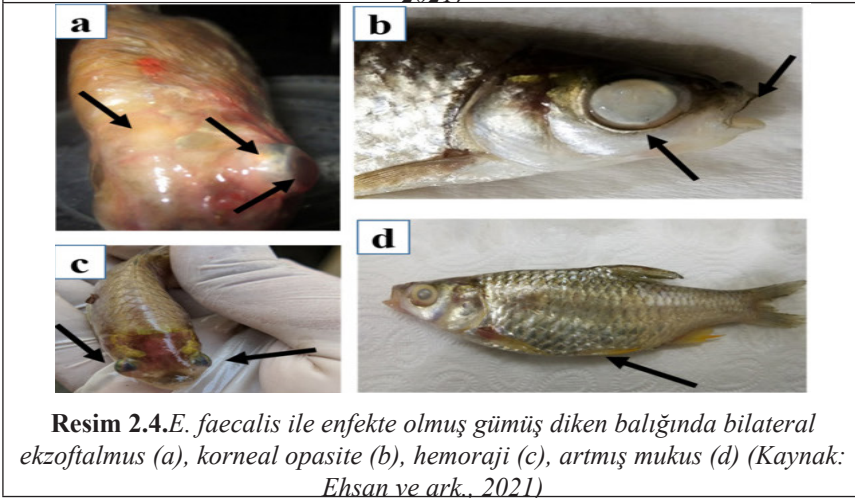 2021)
a
b
c
d
Resim 2.4.E. faecalis ile enfekte olmuş gümüş diken balığında bilateral
ekzoftalmus (a), korneal opasite (b), hemoraji (c), artmış mukus (d) (Kaynak:
Ehsan ve ark., 2021)